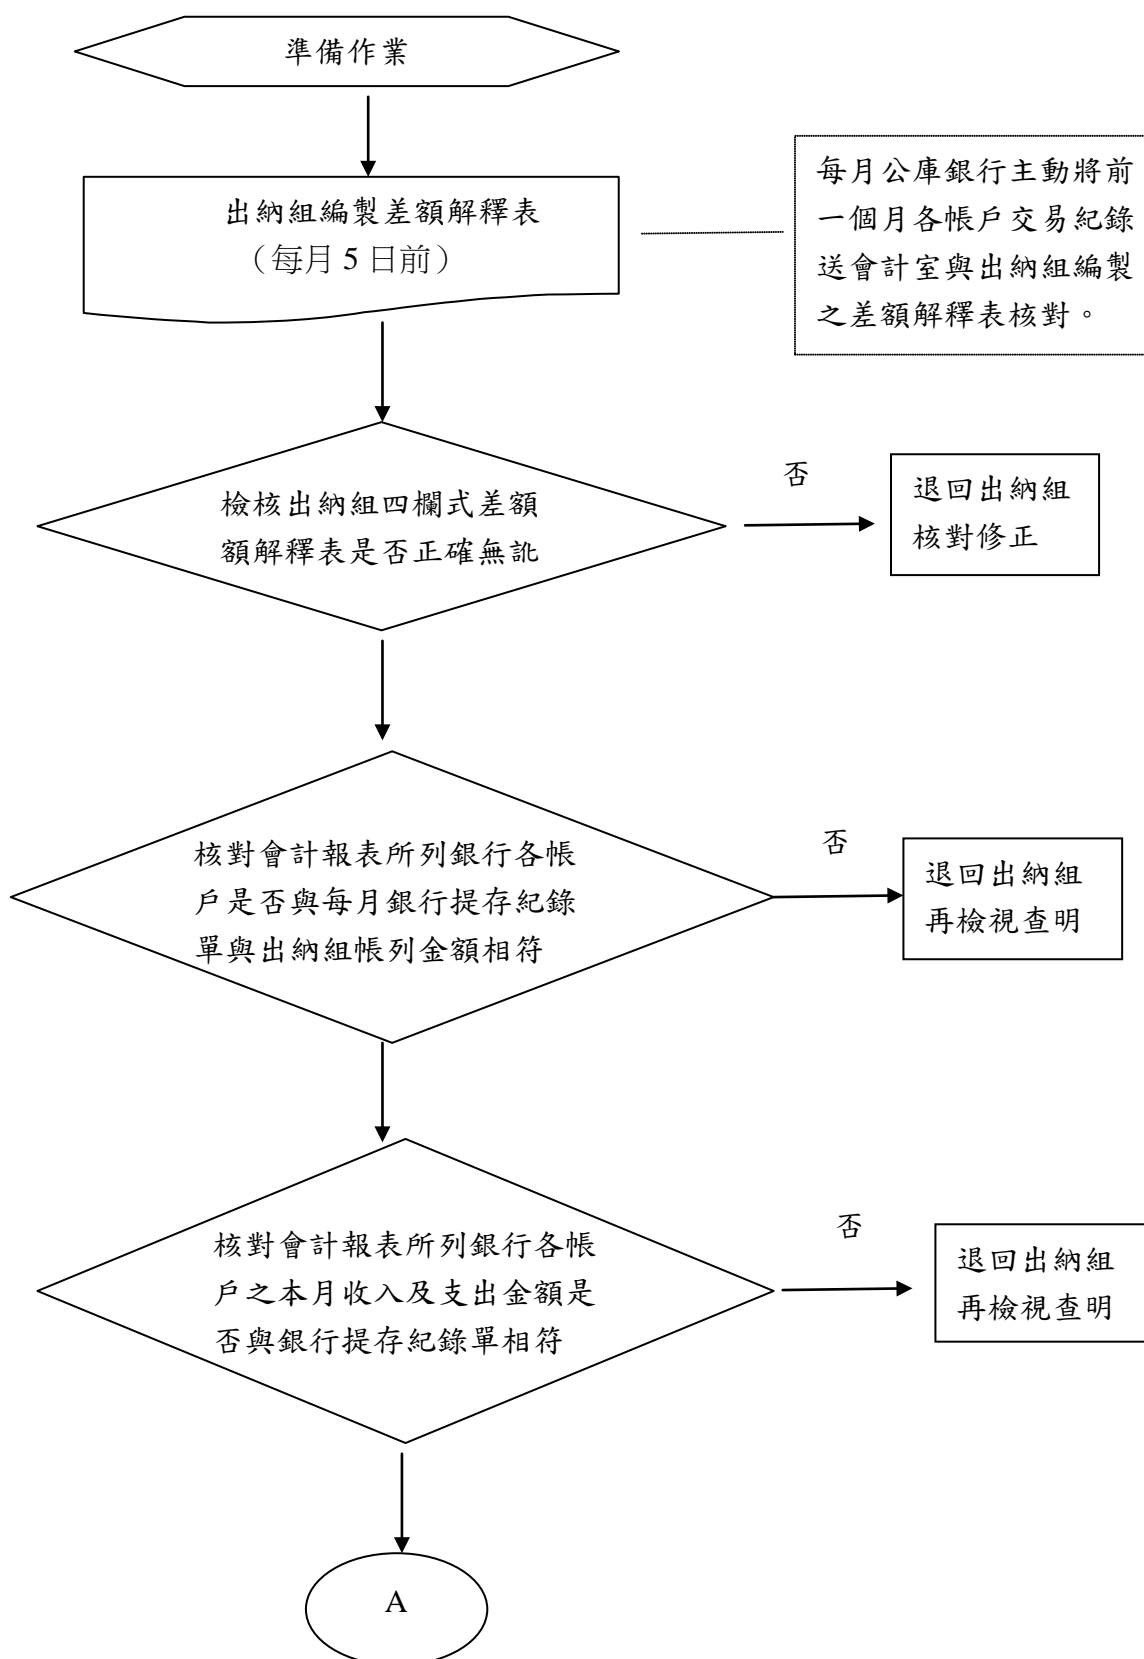 準備作業
出納組編製差額解釋表
（每月 5 日前）
每月公庫銀行主動將前
一個月各帳戶交易紀錄
送會計室與出納組編製
之差額解釋表核對。
檢核出納組四欄式差額
額解釋表是否正確無訛
否
退回出納組
核對修正
核對會計報表所列銀行各帳
戶是否與每月銀行提存紀錄
單與出納組帳列金額相符
否
退回出納組
再檢視查明
核對會計報表所列銀行各帳
戶之本月收入及支出金額是
否與銀行提存紀錄單相符
否
退回出納組
再檢視查明
A